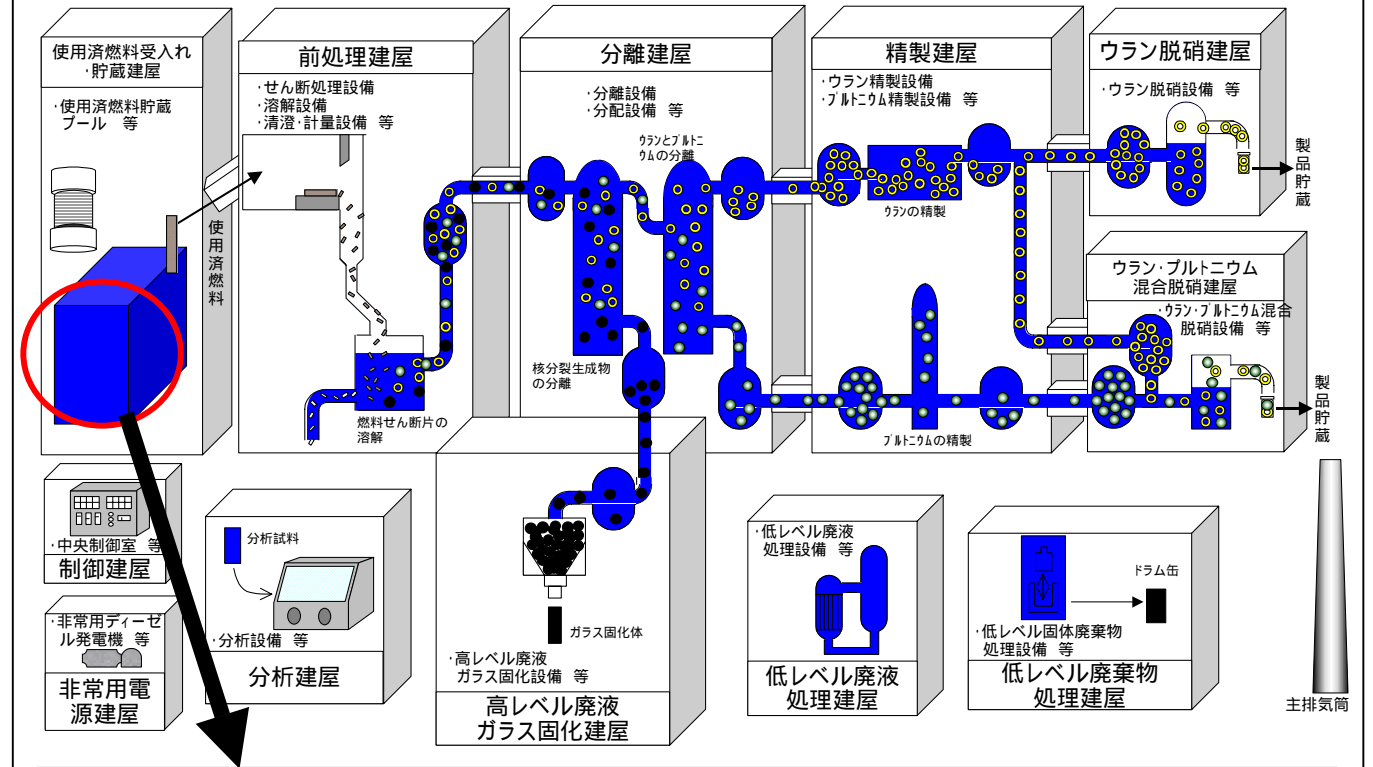 使用済燃料受入れ
・貯蔵建屋
・使用済燃料貯蔵
プール 等
使用済燃料
前処理建屋
・せん断処理設備
・溶解設備
・清澄・計量設備 等
燃料せん断片の
溶解
分離建屋
・分離設備
・分配設備 等
ウランとプルトニ
ウムの分離
核分裂生成物
の分離
精製建屋
・ウラン精製設備
・プルトニウム精製設備 等
ウランの精製
プルトニウムの精製
ウラン脱硝建屋
・ウラン脱硝設備 等
製品貯蔵
ウラン・プルトニウム
混合脱硝建屋
・ウラン・プルトニウム混合
脱硝設備 等
製品貯蔵
・中央制御室 等
制御建屋
・非常用ディーゼ
ル発電機 等
非常用電
源建屋
分析試料
・分析設備 等
分析建屋
ガラス固化体
・高レベル廃液
ガラス固化設備 等
高レベル廃液
ガラス固化建屋
・低レベル廃液
処理設備 等
低レベル廃液
処理建屋
ドラム缶
・低レベル固体廃棄物
処理設備 等
低レベル廃棄物
処理建屋
主排気筒